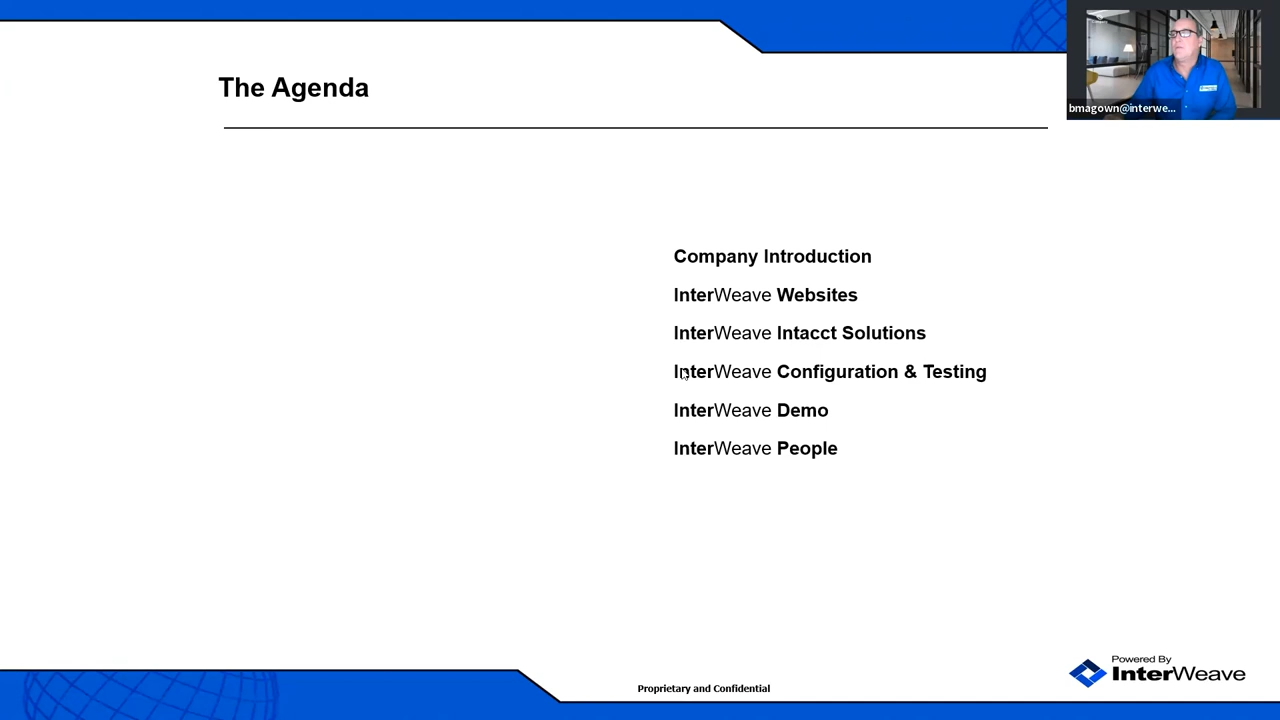 The Agenda
bmagown@interwe...
Company Introduction
InterWeave Websites
InterWeave Intacct Solutions
InterWeave Configuration & Testing
InterWeave Demo
InterWeave People
Proprietary and Confidential
Powered By
InterWeave